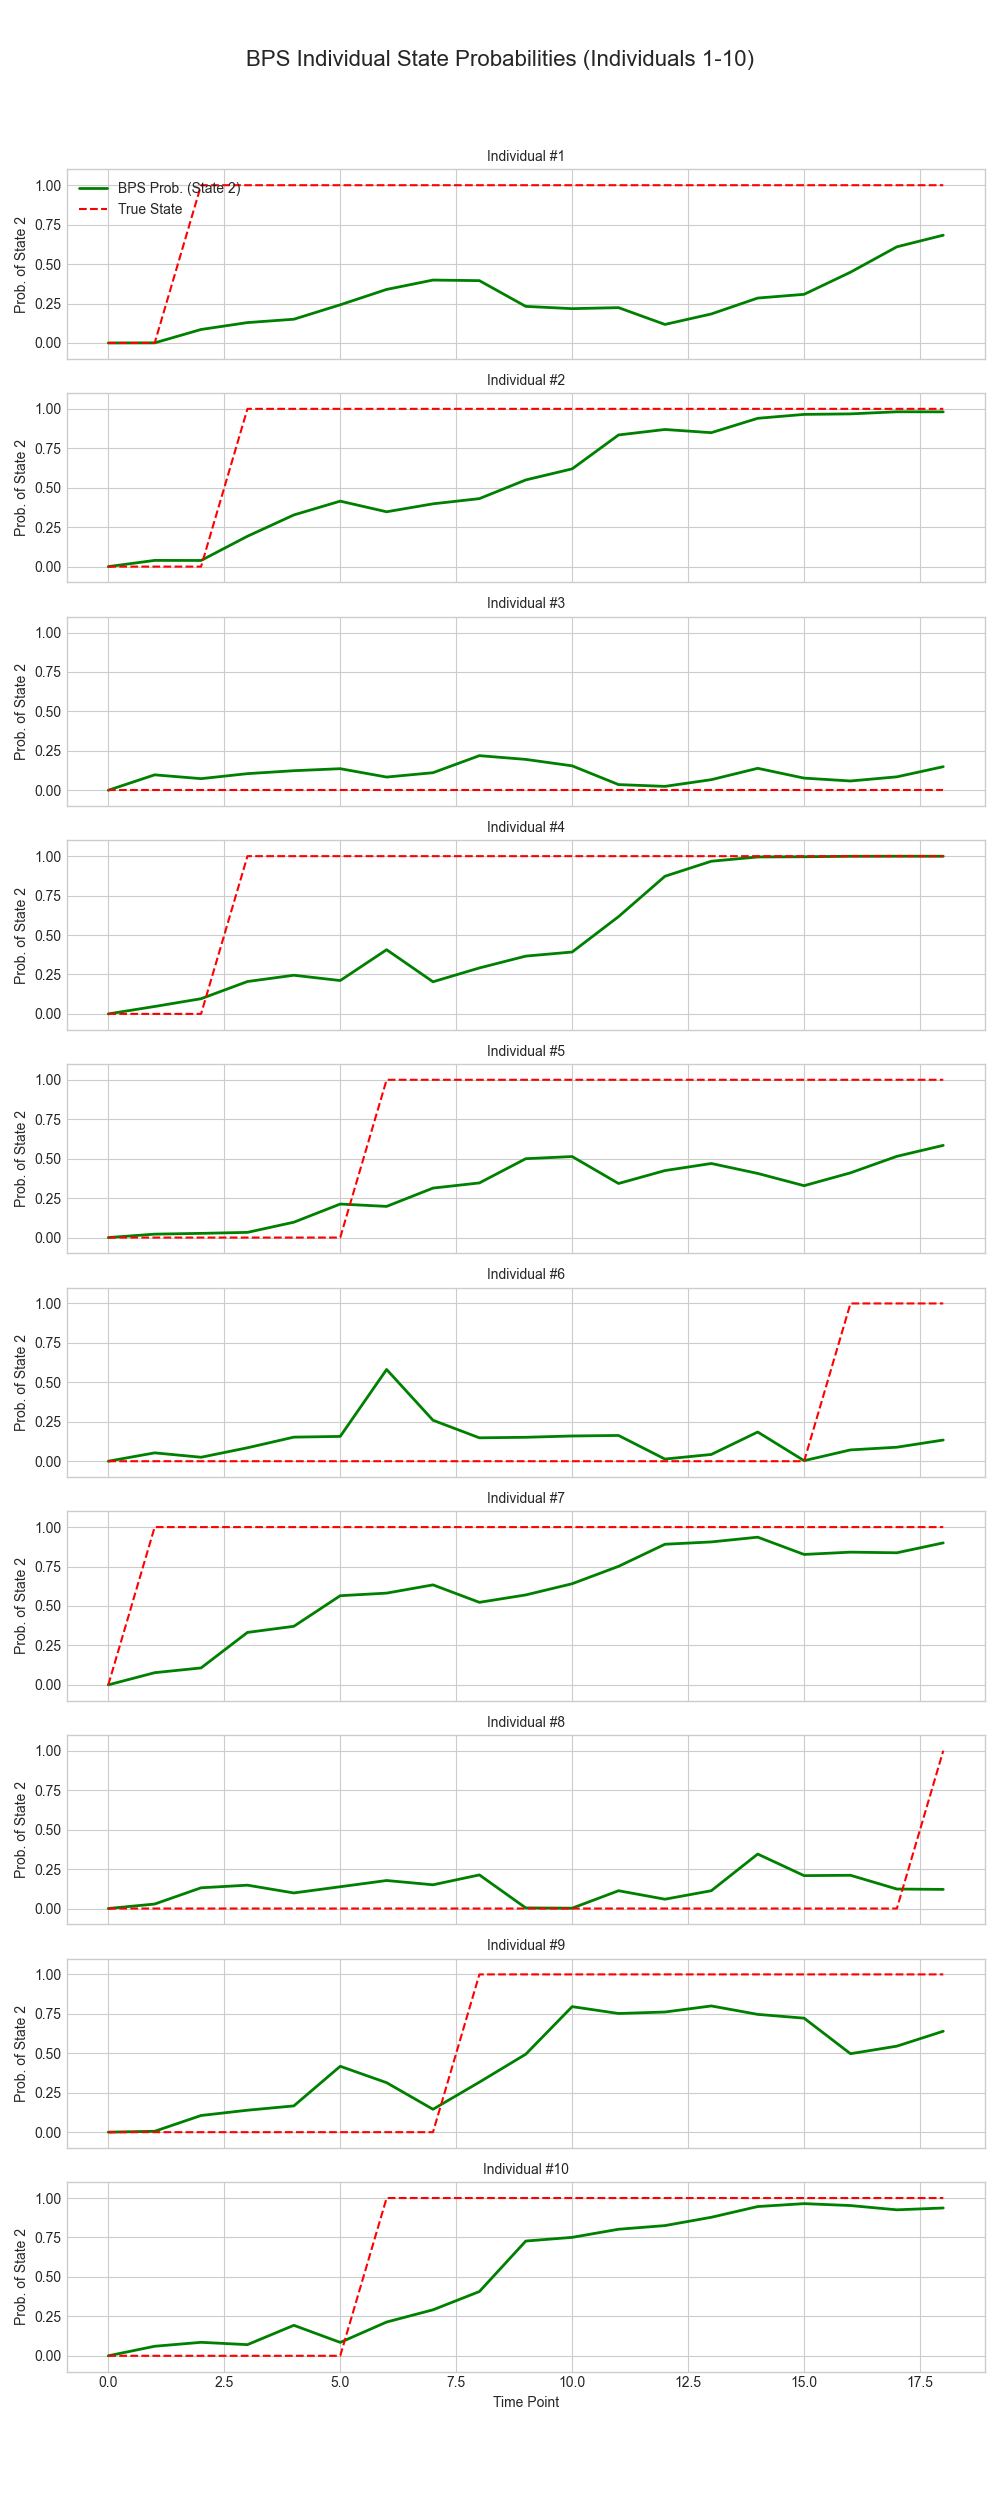 BPS Individual State Probabilities (Individuals 1-10)
Individual #1
BPS Prob. (State 2)
True State
Prob. of State 2
1.00
0.75
0.50
0.25
0.00
Individual #2
Prob. of State 2
1.00
0.75
0.50
0.25
0.00
Individual #3
Prob. of State 2
1.00
0.75
0.50
0.25
0.00
Individual #4
Prob. of State 2
1.00
0.75
0.50
0.25
0.00
Individual #5
Prob. of State 2
1.00
0.75
0.50
0.25
0.00
Individual #6
Prob. of State 2
1.00
0.75
0.50
0.25
0.00
Individual #7
Prob. of State 2
1.00
0.75
0.50
0.25
0.00
Individual #8
Prob. of State 2
1.00
0.75
0.50
0.25
0.00
Individual #9
Prob. of State 2
1.00
0.75
0.50
0.25
0.00
Individual #10
Prob. of State 2
1.00
0.75
0.50
0.25
0.00
0.0 2.5 5.0 7.5 10.0 12.5 15.0 17.5
Time Point